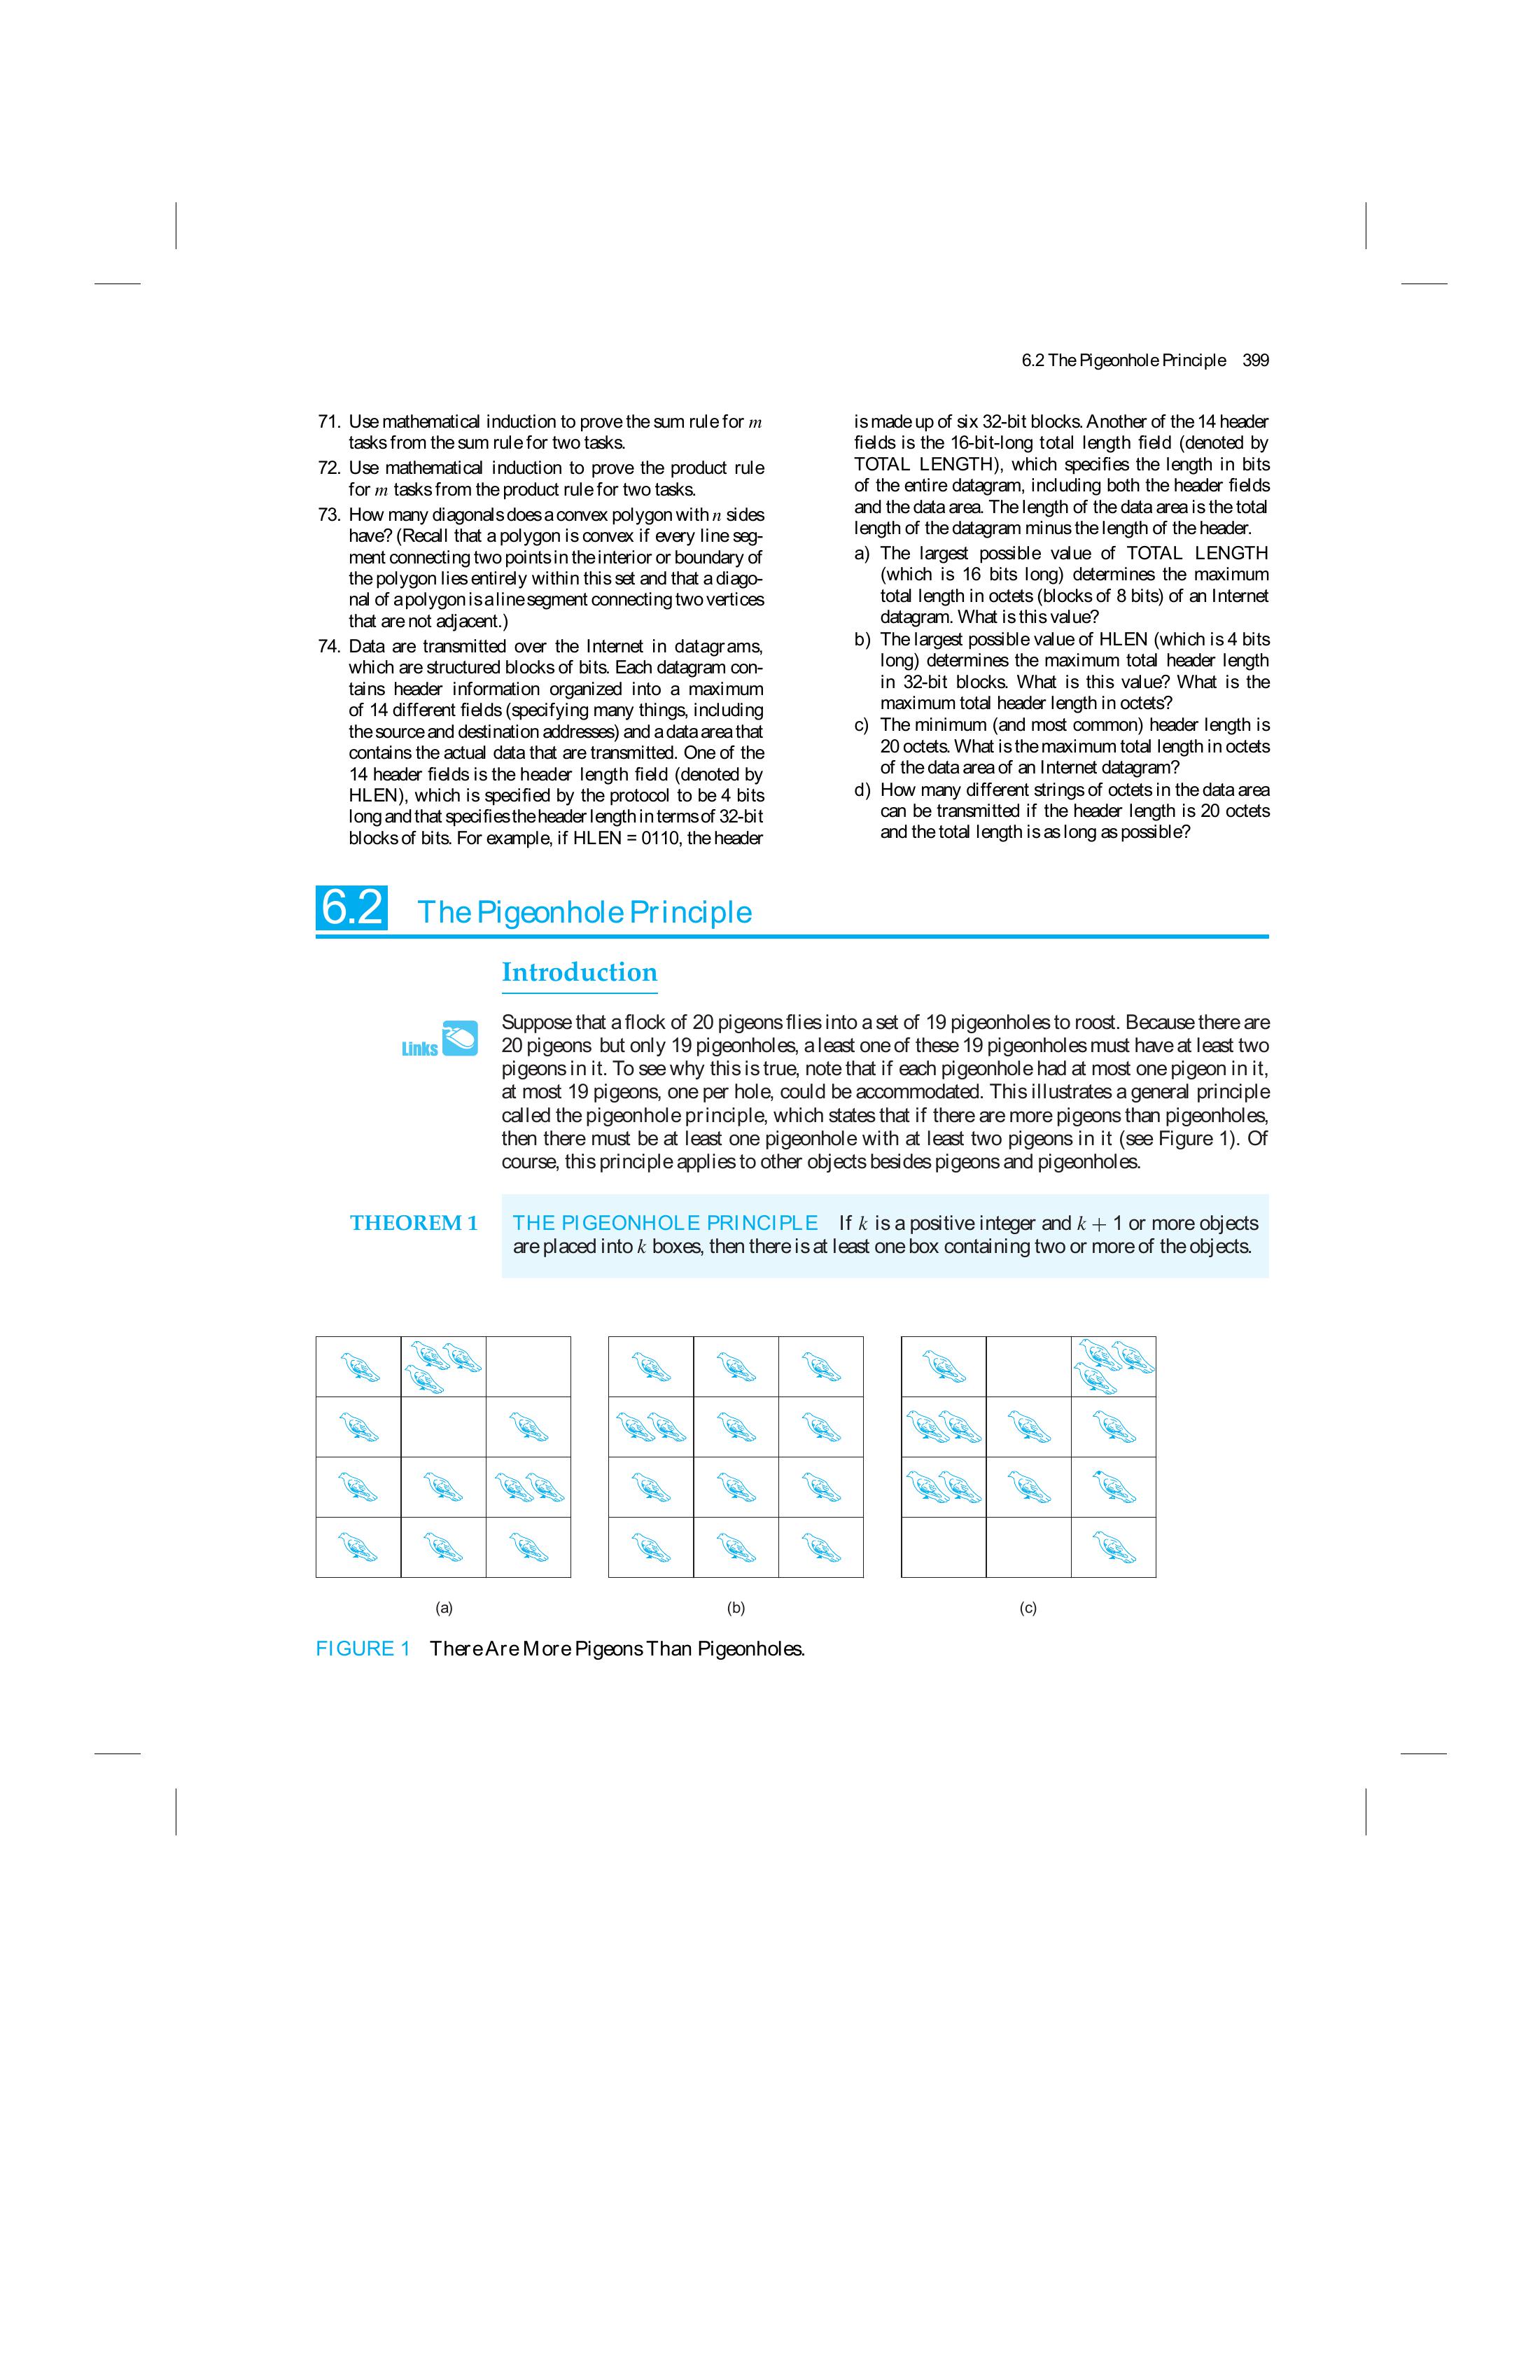 6.2 The Pigeonhole Principle 399
71. Use mathematical induction to prove the sum rule for m
tasks from the sum rule for two tasks.
72. Use mathematical induction to prove the product rule
for m tasks from the product rule for two tasks.
73. How many diagonals does a convex polygon with n sides
have? (Recall that a polygon is convex if every line seg-
ment connecting two points in the interior or boundary of
the polygon lies entirely within this set and that a diago-
nal of a polygon is a line segment connecting two vertices
that are not adjacent.)
74. Data are transmitted over the Internet in datagrams,
which are structured blocks of bits. Each datagram con-
tains header information organized into a maximum
of 14 different fields (specifying many things, including
the source and destination addresses) and a data area that
contains the actual data that are transmitted. One of the
14 header fields is the header length field (denoted by
HLEN), which is specified by the protocol to be 4 bits
long and that specifies the header length in terms of 32-bit
blocks of bits. For example, if HLEN = 0110, the header
is made up of six 32-bit blocks. Another of the 14 header
fields is the 16-bit-long total length field (denoted by
TOTAL LENGTH), which specifies the length in bits
of the entire datagram, including both the header fields
and the data area. The length of the data area is the total
length of the datagram minus the length of the header.
a) The largest possible value of TOTAL LENGTH
(which is 16 bits long) determines the maximum
total length in octets (blocks of 8 bits) of an Internet
datagram. What is this value?
b) The largest possible value of HLEN (which is 4 bits
long) determines the maximum total header length
in 32-bit blocks. What is this value? What is the
maximum total header length in octets?
c) The minimum (and most common) header length is
20 octets. What is the maximum total length in octets
of the data area of an Internet datagram?
d) How many different strings of octets in the data area
can be transmitted if the header length is 20 octets
and the total length is as long as possible?
6.2 The Pigeonhole Principle
Introduction
Links
Suppose that a flock of 20 pigeons flies into a set of 19 pigeonholes to roost. Because there are
20 pigeons but only 19 pigeonholes, a least one of these 19 pigeonholes must have at least two
pigeons in it. To see why this is true, note that if each pigeonhole had at most one pigeon in it,
at most 19 pigeons, one per hole, could be accommodated. This illustrates a general principle
called the pigeonhole principle, which states that if there are more pigeons than pigeonholes,
then there must be at least one pigeonhole with at least two pigeons in it (see Figure 1). Of
course, this principle applies to other objects besides pigeons and pigeonholes.
THEOREM 1 THE PIGEONHOLE PRINCIPLE If k is a positive integer and k + 1 or more objects
are placed into k boxes, then there is at least one box containing two or more of the objects.
(a) (b) (c)
FIGURE 1 There Are More Pigeons Than Pigeonholes.